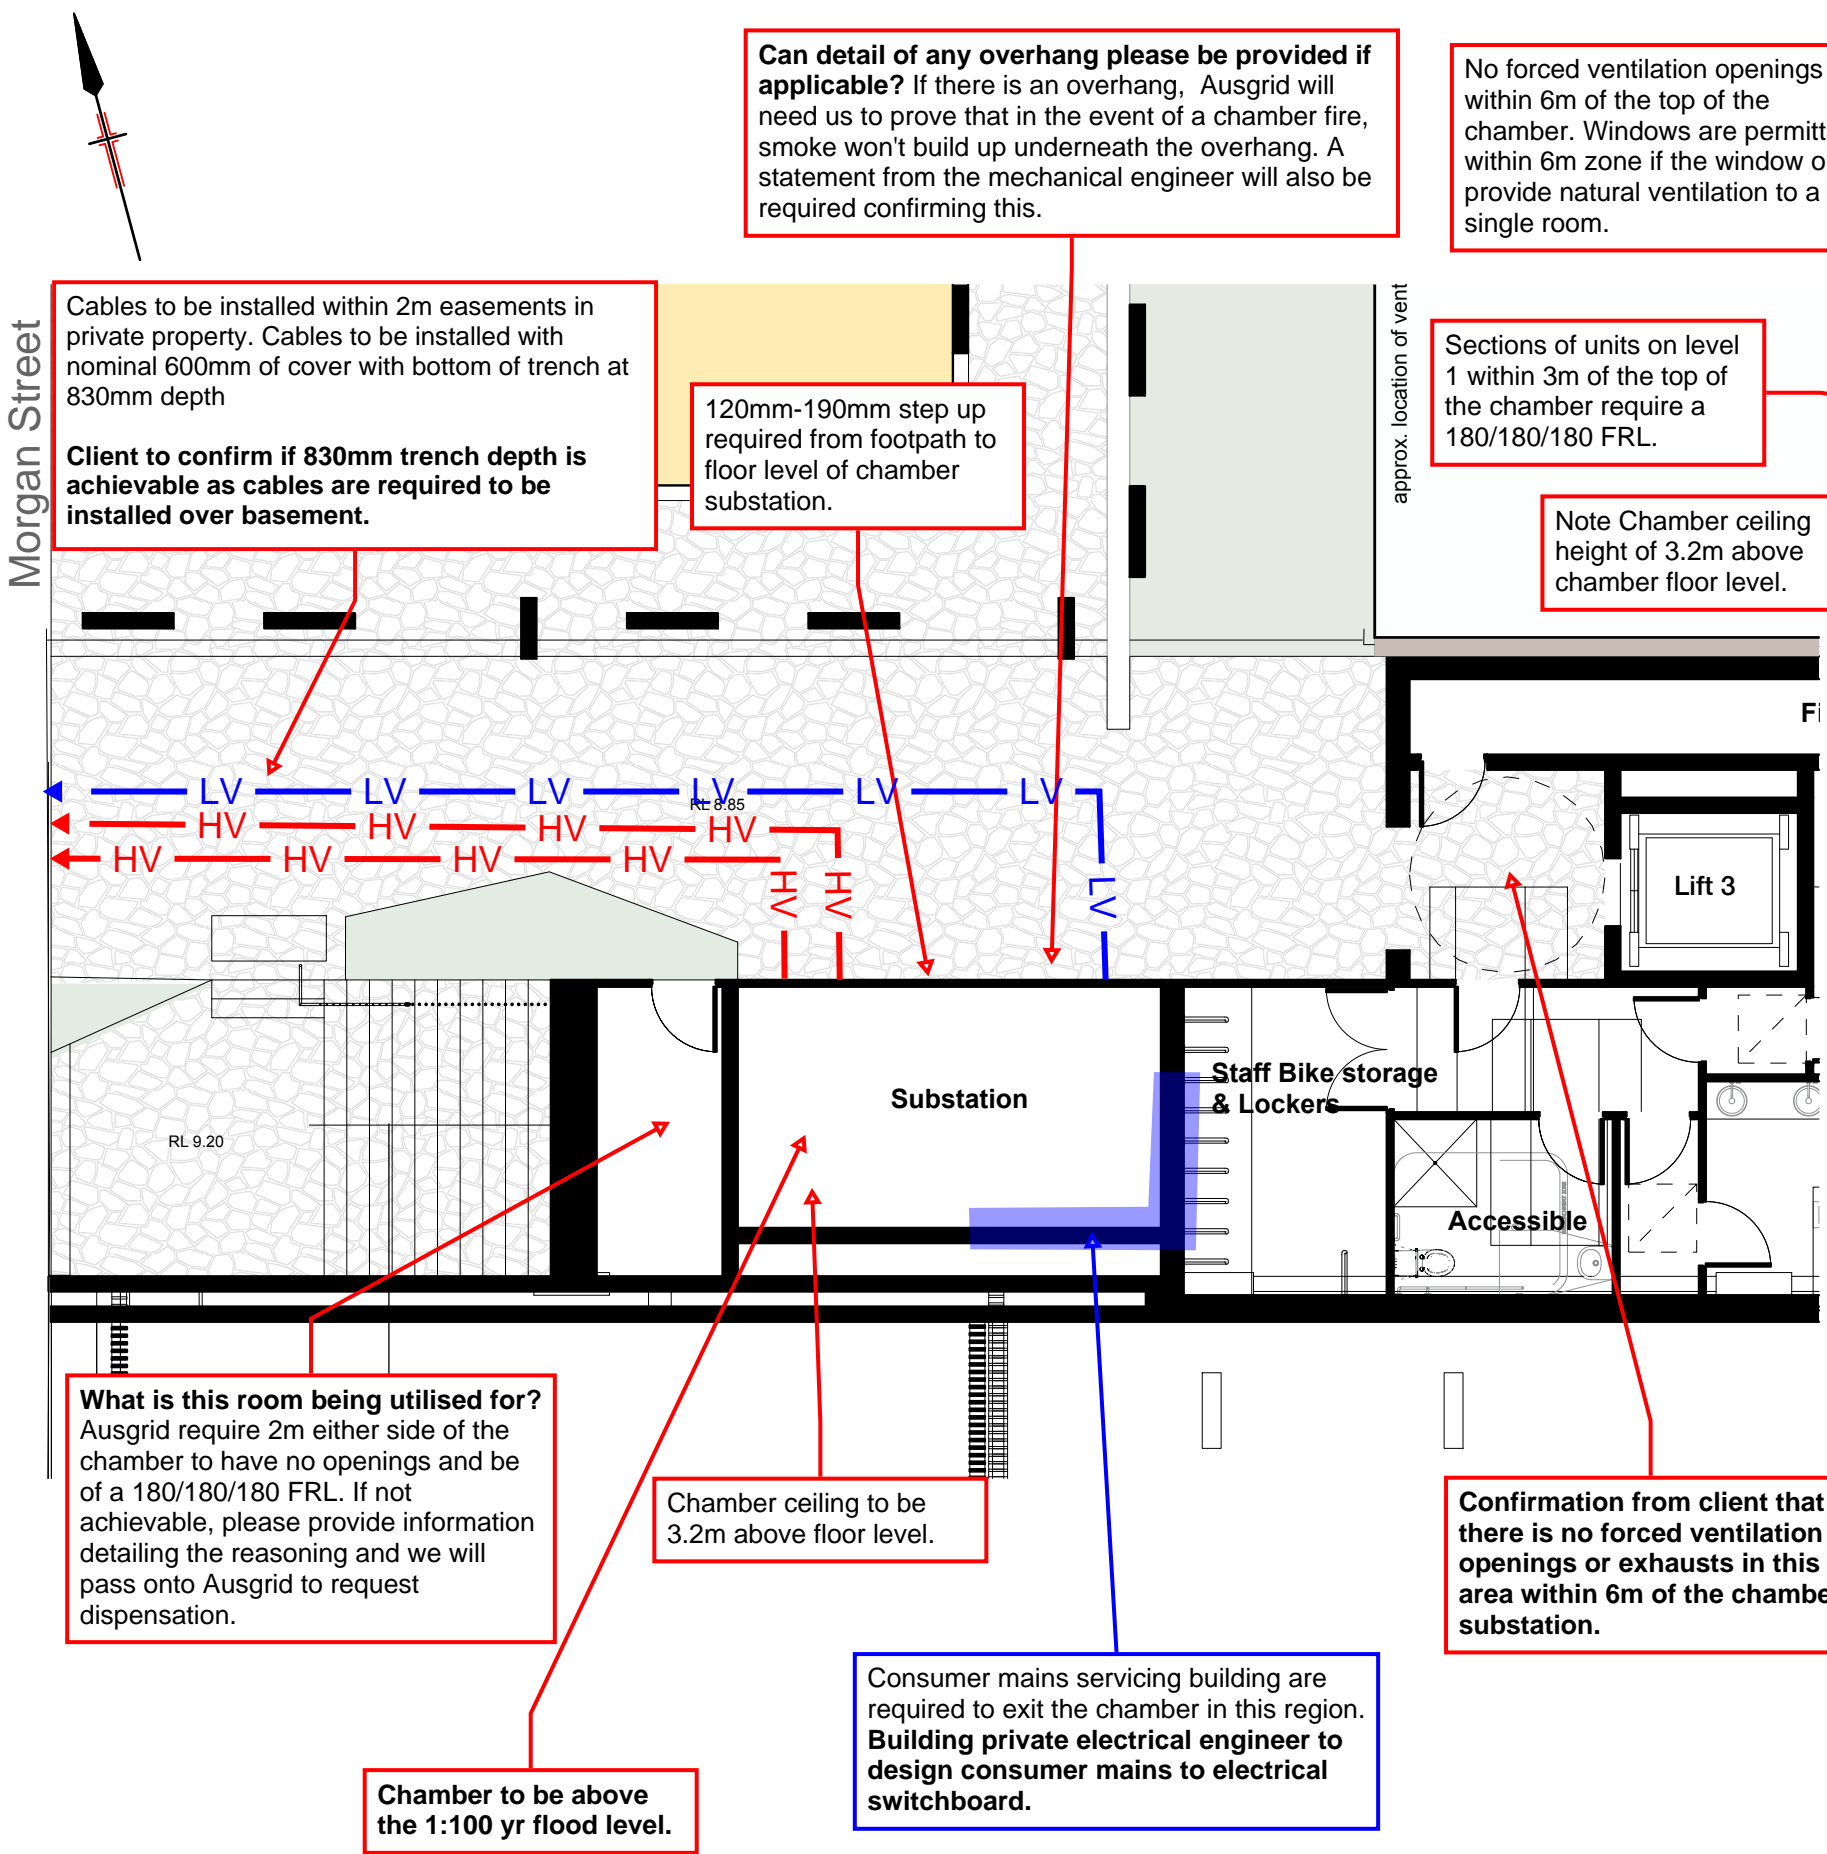 Can detail of any overhang please be provided if
applicable? If there is an overhang, Ausgrid will
need us to prove that in the event of a chamber fire,
smoke won't build up underneath the overhang. A
statement from the mechanical engineer will also be
required confirming this.
No forced ventilation openings
within 6m of the top of the
chamber. Windows are permitt
within 6m zone if the window o
provide natural ventilation to a
single room.
Morgan Street
Cables to be installed within 2m easements in
private property. Cables to be installed with
nominal 600mm of cover with bottom of trench at
830mm depth
Client to confirm if 830mm trench depth is
achievable as cables are required to be
installed over basement.
120mm-190mm step up
required from footpath to
floor level of chamber
substation.
approx. location of vent
Sections of units on level
1 within 3m of the top of
the chamber require a
180/180/180 FRL.
Note Chamber ceiling
height of 3.2m above
chamber floor level.
Fi
LV LV LV LV LV LV
RL 8.85
HV HV HV HV
HV HV HV HV
HV HV LV
Lift 3
Substation
Staff Bike storage
& Lockers
RL 9.20
Accessible
What is this room being utilised for?
Ausgrid require 2m either side of the
chamber to have no openings and be
of a 180/180/180 FRL. If not
achievable, please provide information
detailing the reasoning and we will
pass onto Ausgrid to request
dispensation.
Chamber ceiling to be
3.2m above floor level.
Confirmation from client that
there is no forced ventilation
openings or exhausts in this
area within 6m of the chambe
substation.
Consumer mains servicing building are
required to exit the chamber in this region.
Building private electrical engineer to
design consumer mains to electrical
switchboard.
Chamber to be above
the 1:100 yr flood level.